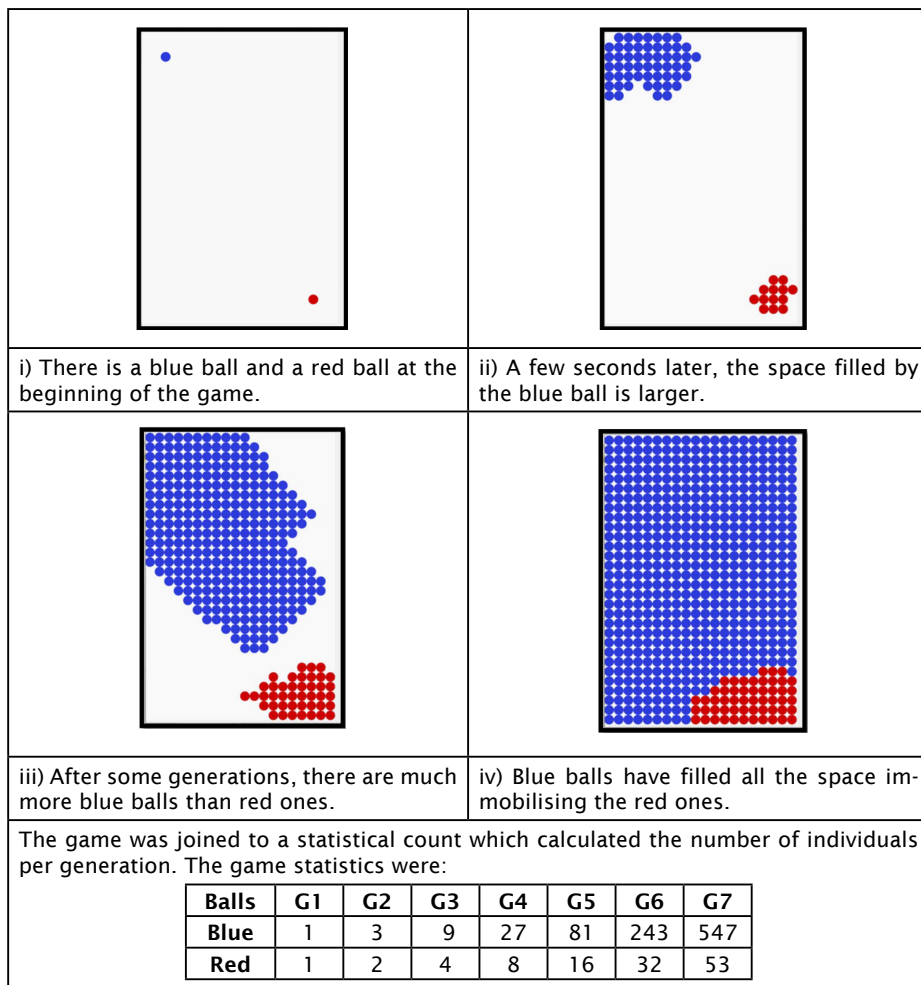 i) There is a blue ball and a red ball at the
beginning of the game.
ii) A few seconds later, the space filled by
the blue ball is larger.
iii) After some generations, there are much
more blue balls than red ones.
iv) Blue balls have filled all the space im-
mobilising the red ones.
The game was joined to a statistical count which calculated the number of individuals
per generation. The game statistics were:
Balls G1 G2 G3 G4 G5 G6 G7
Blue 1 3 9 27 81 243 547
Red 1 2 4 8 16 32 53